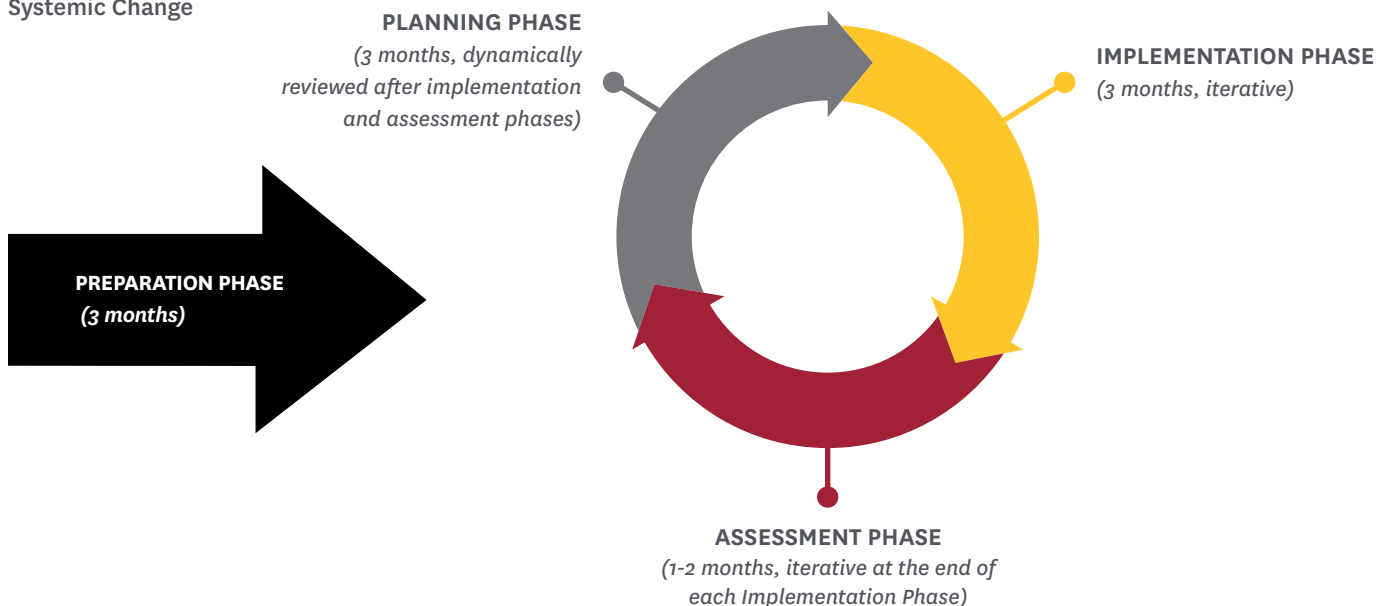 Systemic Change
PLANNING PHASE
(3 months, dynamically
reviewed after implementation
and assessment phases)
IMPLEMENTATION PHASE
(3 months, iterative)
PREPARATION PHASE
(3 months)
ASSESSMENT PHASE
(1-2 months, iterative at the end of
each Implementation Phase)